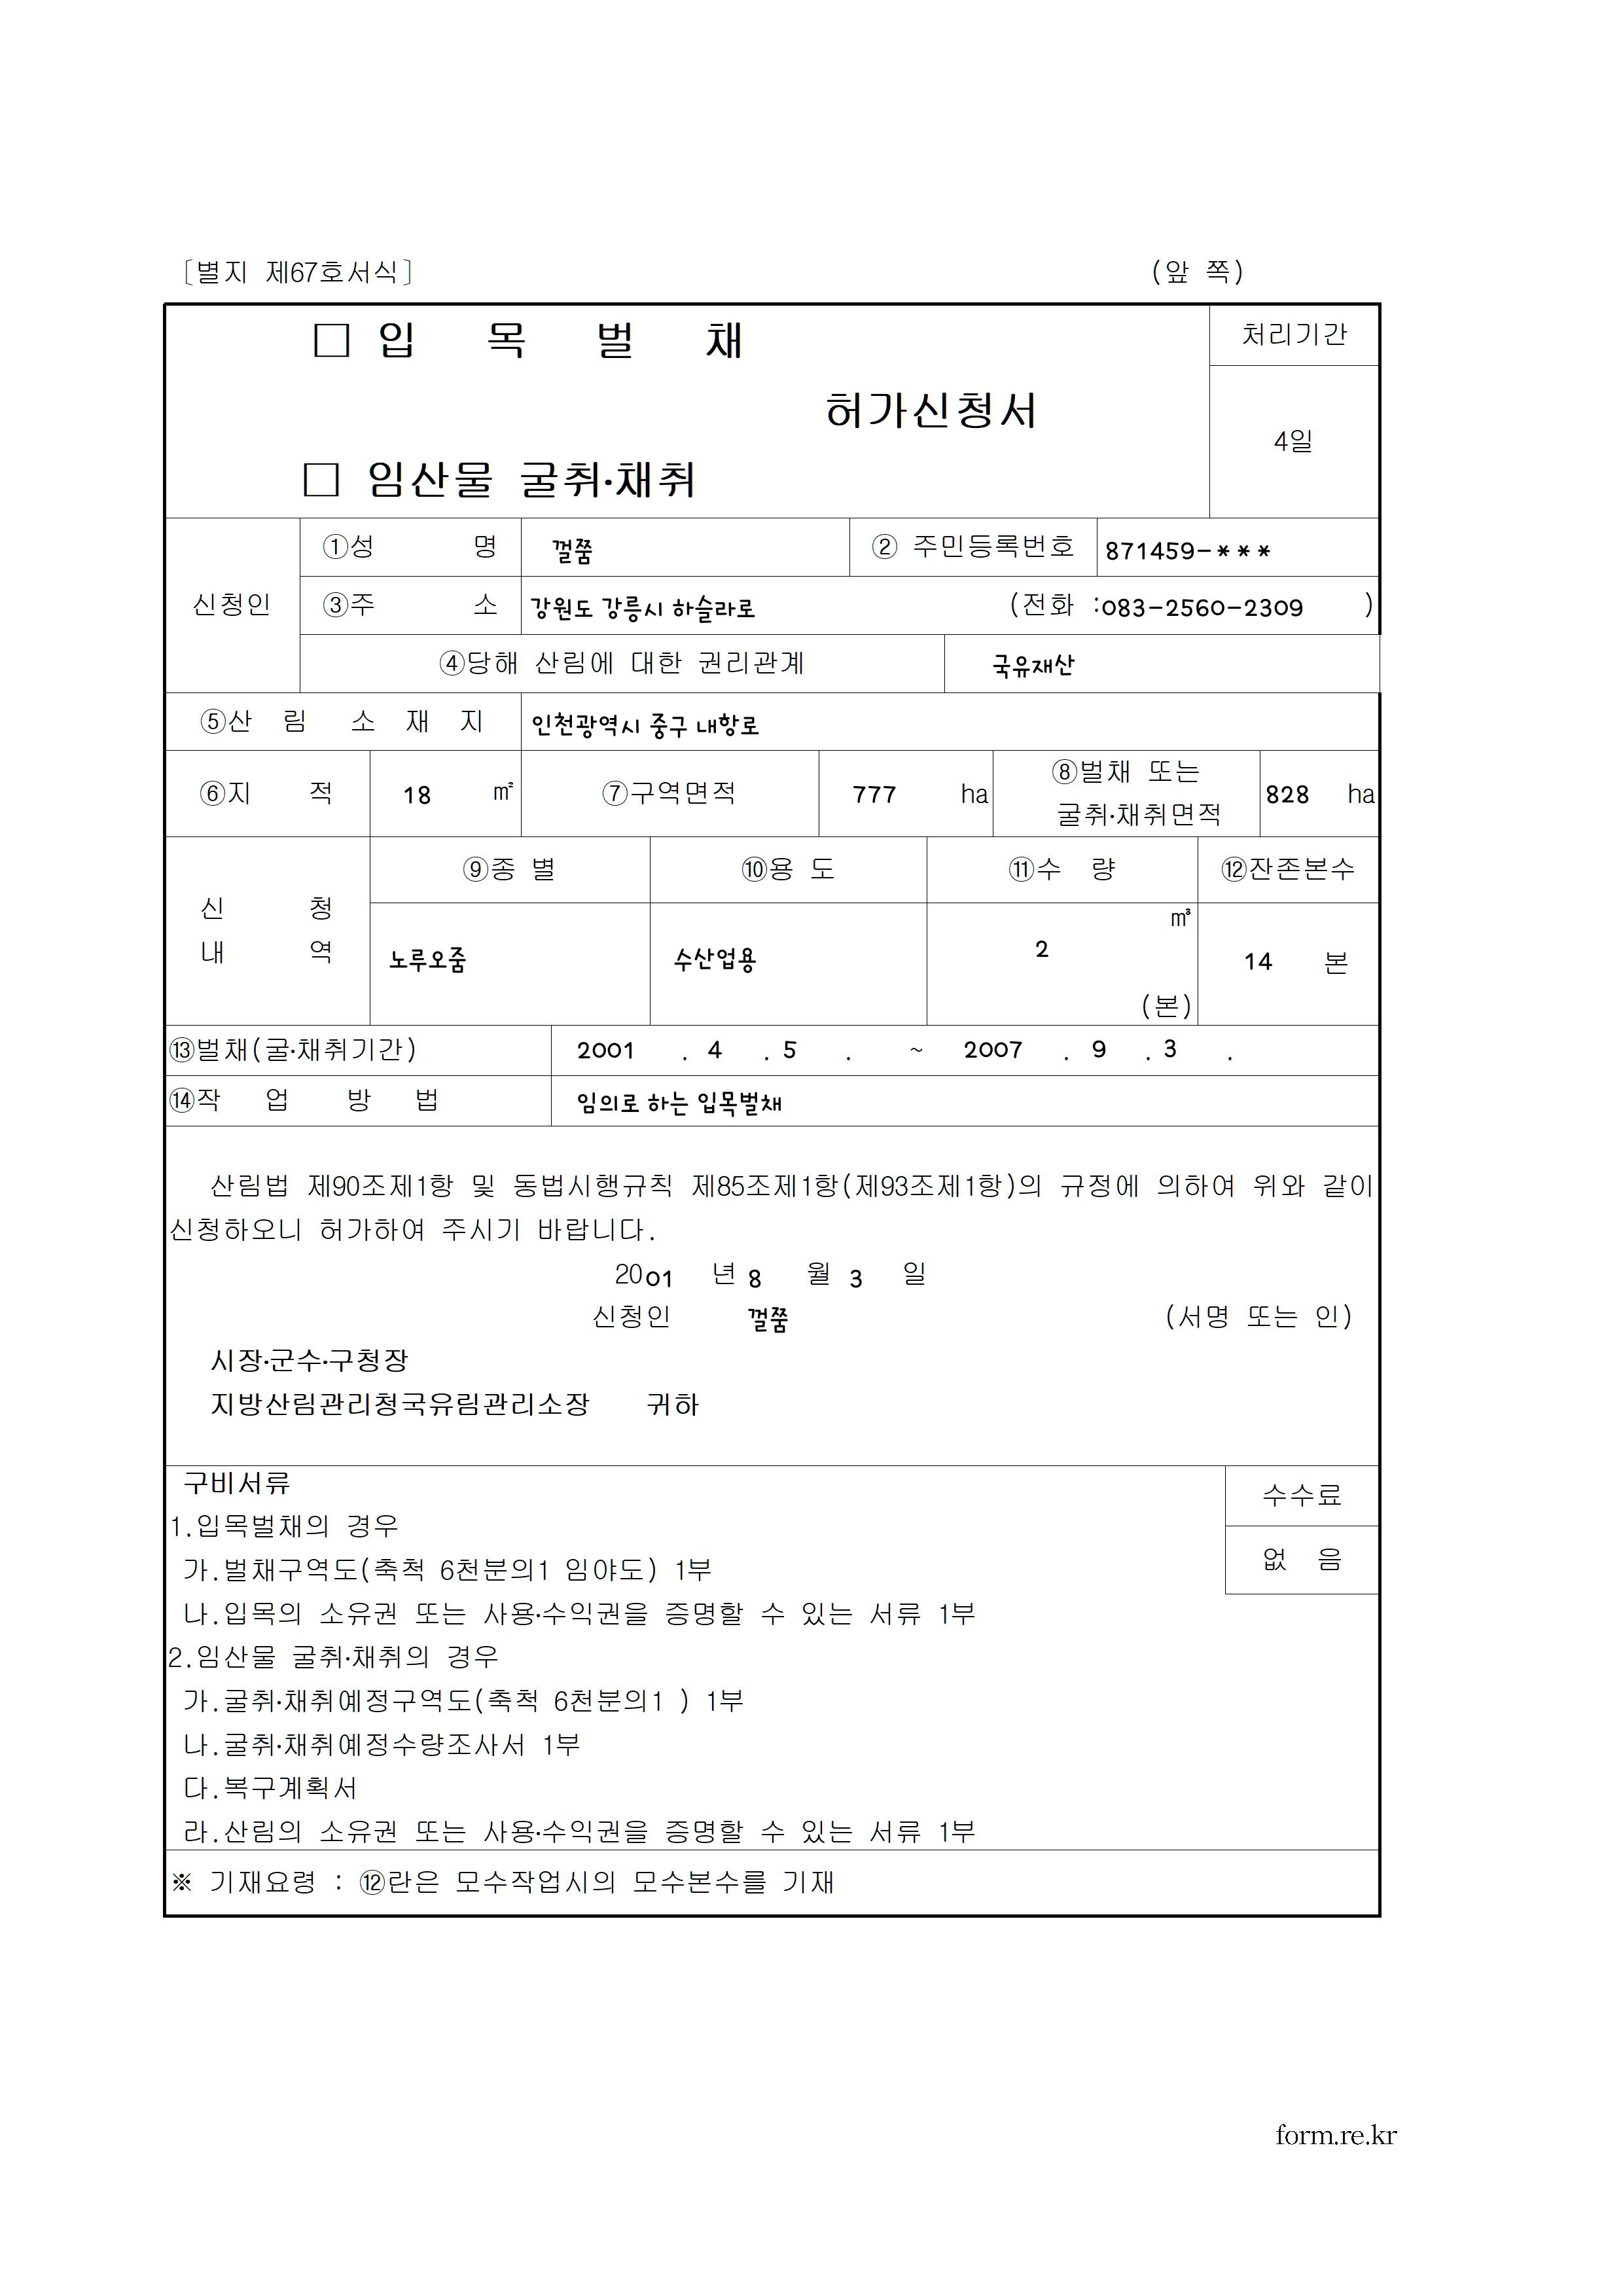 [별지 제67호서식] (앞 쪽)
□ 입 목 벌 채 처리기간
허가신청서
4일
□ 임산물 굴취·채취
신청인 ①성 명 껄쭘 ② 주민등록번호 871459-***
③주 소 강원도 강릉시 하슬라로 (전화 :083-2560-2309 )
④당해 산림에 대한 권리관계 국유재산
⑤산 림 소 재 지 인천광역시 중구 내항로
⑥지 적 18 ㎡ ⑦구역면적 777 ha ⑧벌채 또는 굴취·채취면적 828 ha
신 청 내 역 ⑨종 별 ⑩용 도 ⑪수 량 ⑫잔존본수
노루오줌 수산업용 2 ㎥ (본) 14 본
⑬벌채(굴·채취기간) 2001 . 4 . 5 . ~ 2007 . 9 . 3 .
⑭작 업 방 법 임의로 하는 입목벌채
산림법 제90조제1항 및 동법시행규칙 제85조제1항(제93조제1항)의 규정에 의하여 위와 같이
신청하오니 허가하여 주시기 바랍니다.
2001 년 8 월 3 일
신청인 껄쭘 (서명 또는 인)
시장·군수·구청장
지방산림관리청국유림관리소장 귀하
구비서류 수수료
1.입목벌채의 경우
가.벌채구역도(축척 6천분의1 임야도) 1부 없 음
나.입목의 소유권 또는 사용·수익권을 증명할 수 있는 서류 1부
2.임산물 굴취·채취의 경우
가.굴취·채취예정구역도(축척 6천분의1 ) 1부
나.굴취·채취예정수량조사서 1부
다.복구계획서
라.산림의 소유권 또는 사용·수익권을 증명할 수 있는 서류 1부
※ 기재요령 : ⑫란은 모수작업시의 모수본수를 기재
form.re.kr